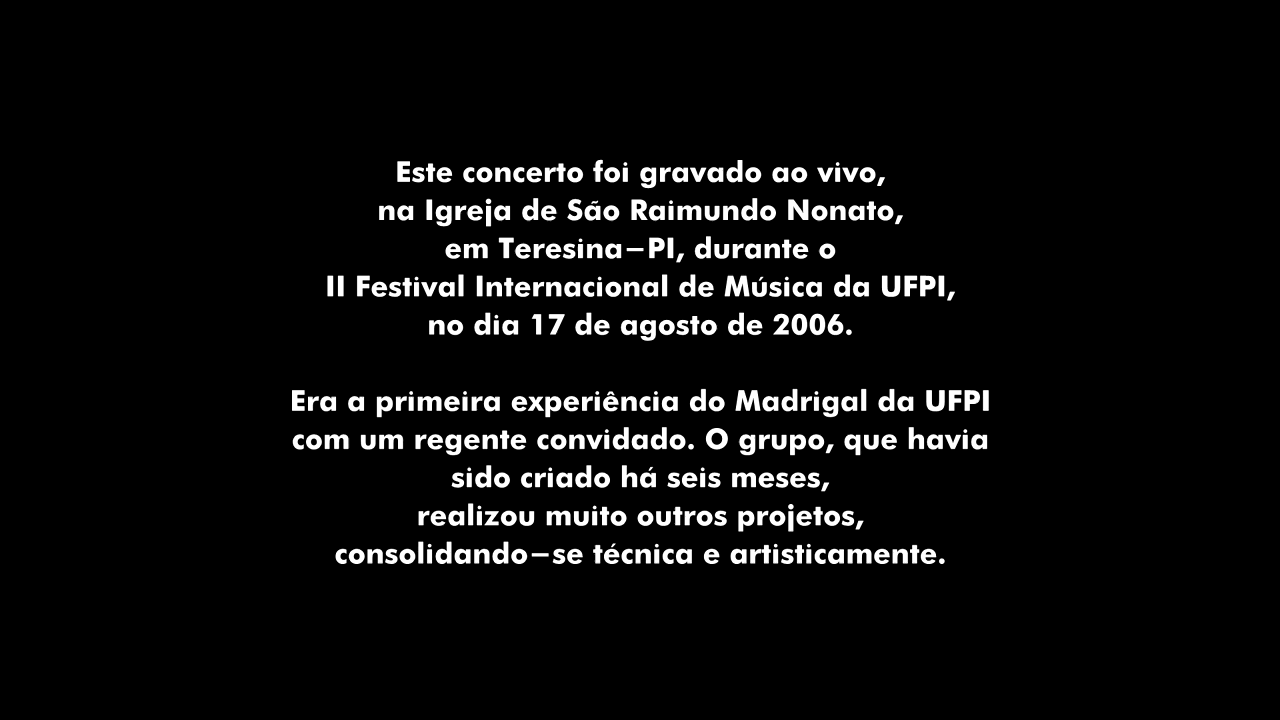 Este concerto foi gravado ao vivo,
na Igreja de São Raimundo Nonato,
em Teresina–PI, durante o
II Festival Internacional de Música da UFPI,
no dia 17 de agosto de 2006.
Era a primeira experiência do Madrigal da UFPI
com um regente convidado. O grupo, que havia
sido criado há seis meses,
realizou muito outros projetos,
consolidando–se técnica e artisticamente.